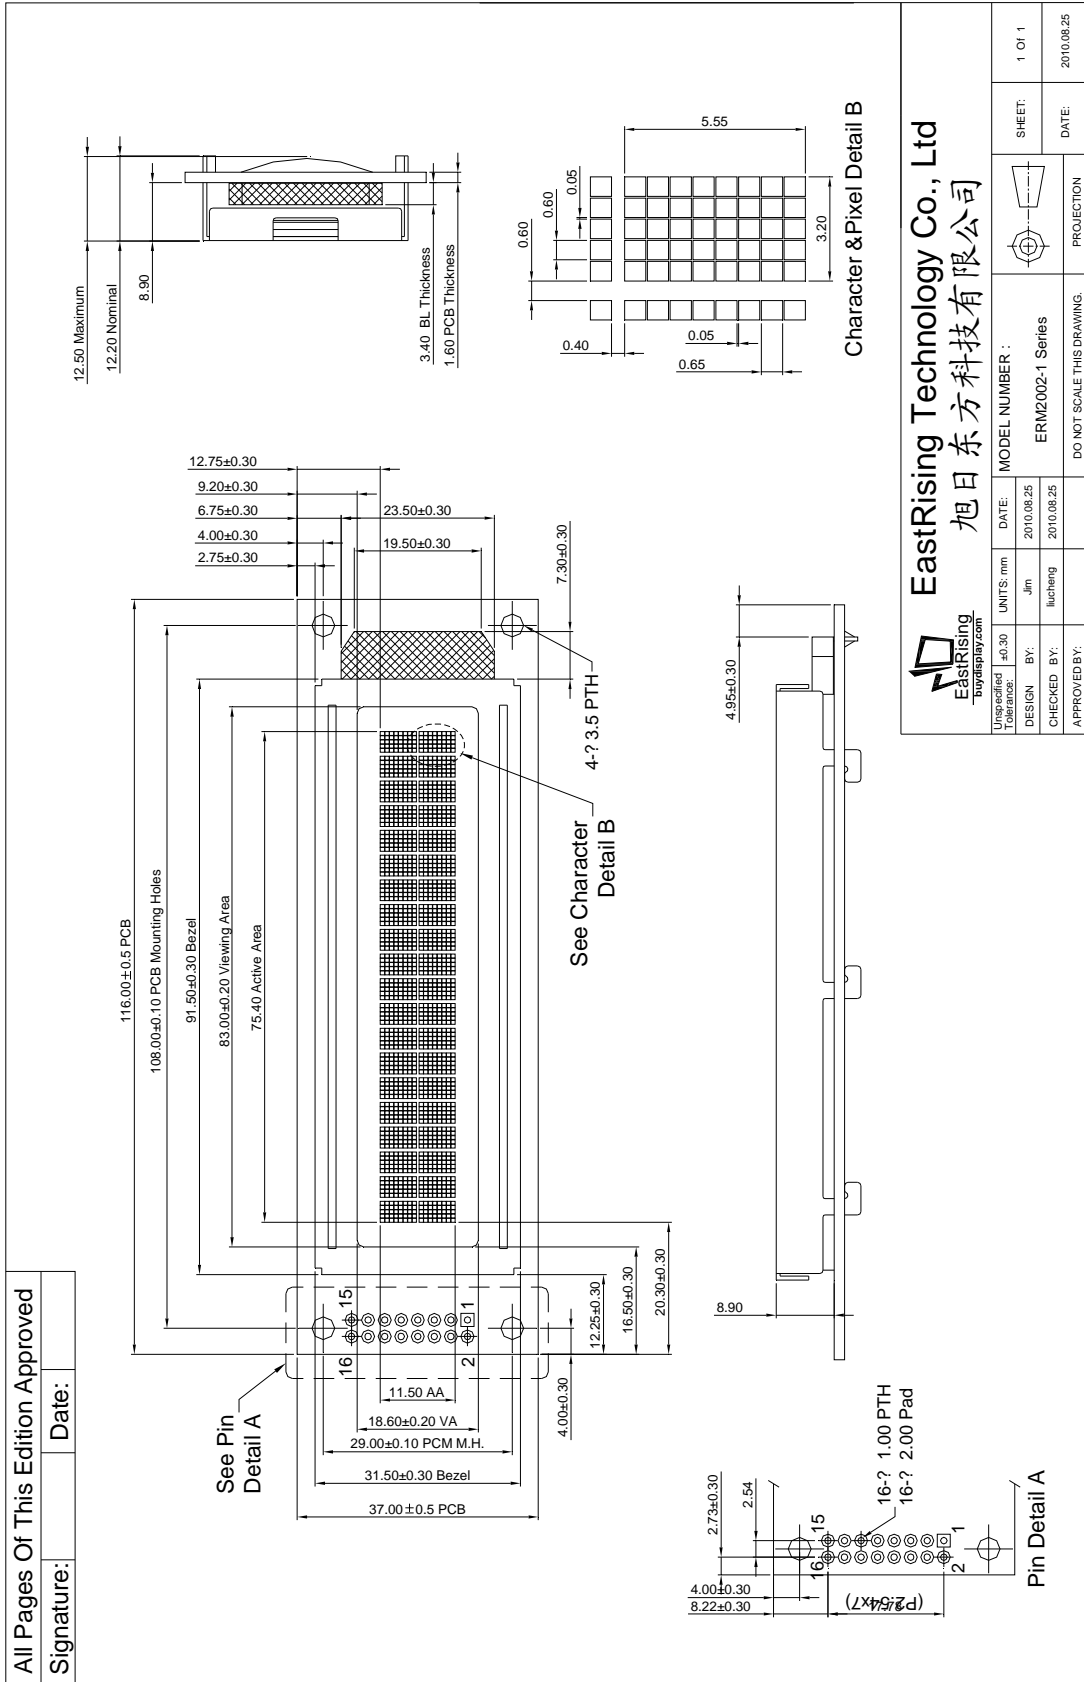 All Pages Of This Edition Approved
Signature:
Date:
12.50 Maximum
12.20 Nominal
8.90
3.40 BL Thickness
1.60 PCB Thickness
5.55
0.05
0.60
0.60
3.20
0.40
0.05
0.65
Character &Pixel Detail B
116.00±0.5 PCB
108.00±0.10 PCB Mounting Holes
91.50±0.30 Bezel
83.00±0.20 Viewing Area
75.40 Active Area
12.75±0.30
9.20±0.30
6.75±0.30
4.00±0.30
2.75±0.30
23.50±0.30
19.50±0.30
7.30±0.30
4-? 3.5 PTH
See Character
Detail B
See Pin
Detail A
16
15
2
1
11.50 AA
18.60±0.20 VA
29.00±0.10 PCM M.H.
31.50±0.30 Bezel
37.00±0.5 PCB
4.00±0.30
12.25±0.30
16.50±0.30
20.30±0.30
4.95±0.30
8.90
2.73±0.30
2.54
4.00±0.30
8.22±0.30
(P2.54x7)
16
15
2
1
16-? 1.00 PTH
16-? 2.00 Pad
Pin Detail A
EastRising
buydisplay.com
EastRising Technology Co., Ltd
旭日东方科技有限公司
Unspecified
Tolerance:
±0.30
UNITS: mm
DATE:
MODEL NUMBER :
ERM2002-1 Series
SHEET:
1 Of 1
DESIGN BY:
Jim
2010.08.25
CHECKED BY:
liucheng
2010.08.25
APPROVED BY:
DO NOT SCALE THIS DRAWING.
PROJECTION
DATE:
2010.08.25